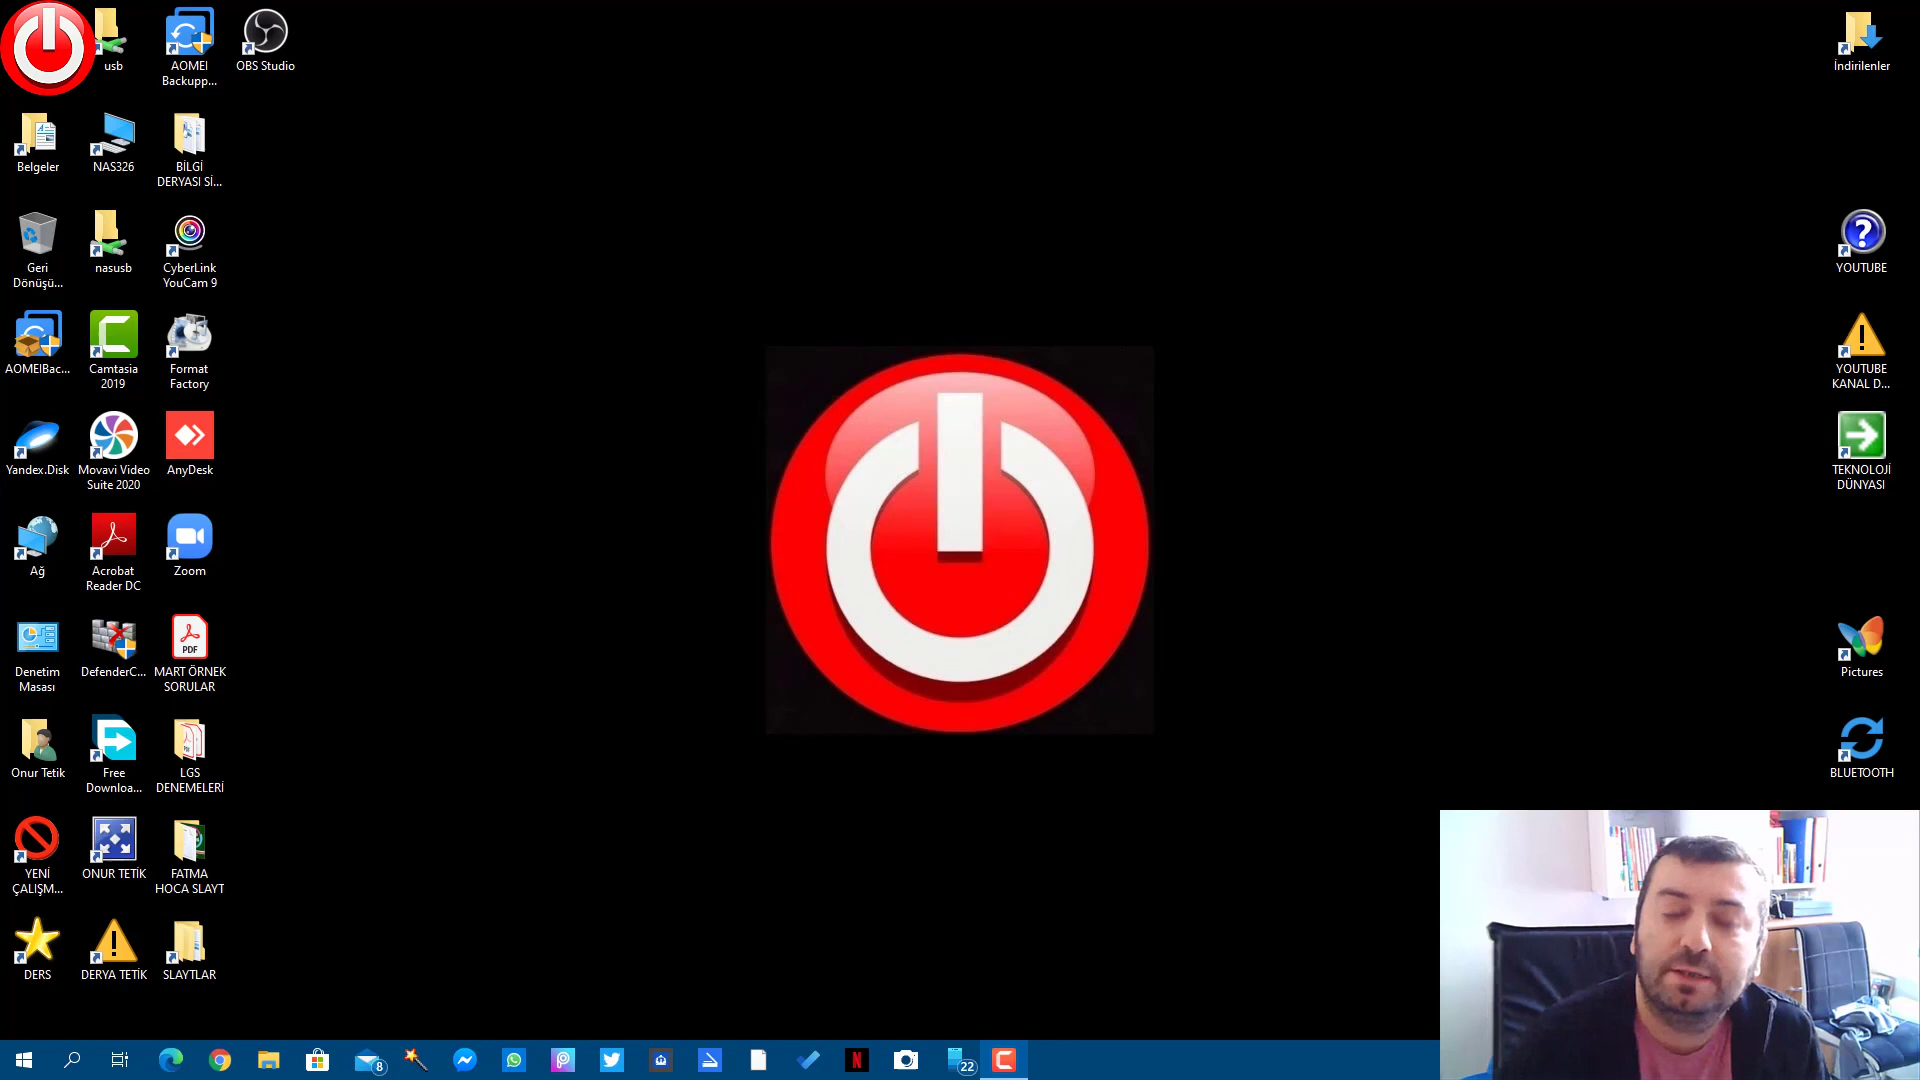 usb
AOMEI
Backupp...
OBS Studio
İndirilenler
Belgeler
NAS326
BİLGİ
DERYASI Sİ...
Geri
Dönüşü...
nasusb
CyberLink
YouCam 9
YOUTUBE
AOMEIBac...
Camtasia
2019
Format
Factory
YOUTUBE
KANAL D...
Yandex.Disk
Movavi Video
Suite 2020
AnyDesk
TEKNOLOJİ
DÜNYASI
Ağ
Acrobat
Reader DC
Zoom
Denetim
Masası
DefenderC...
PDF
MART ÖRNEK
SORULAR
Pictures
Onur Tetik
Free
Downloa...
LGS
DENEMELERİ
BLUETOOTH
YENİ
ÇALIŞM...
ONUR TETİK
FATMA
HOCA SLAYT
DERS
DERYA TETİK
SLAYTLAR
8
N
22